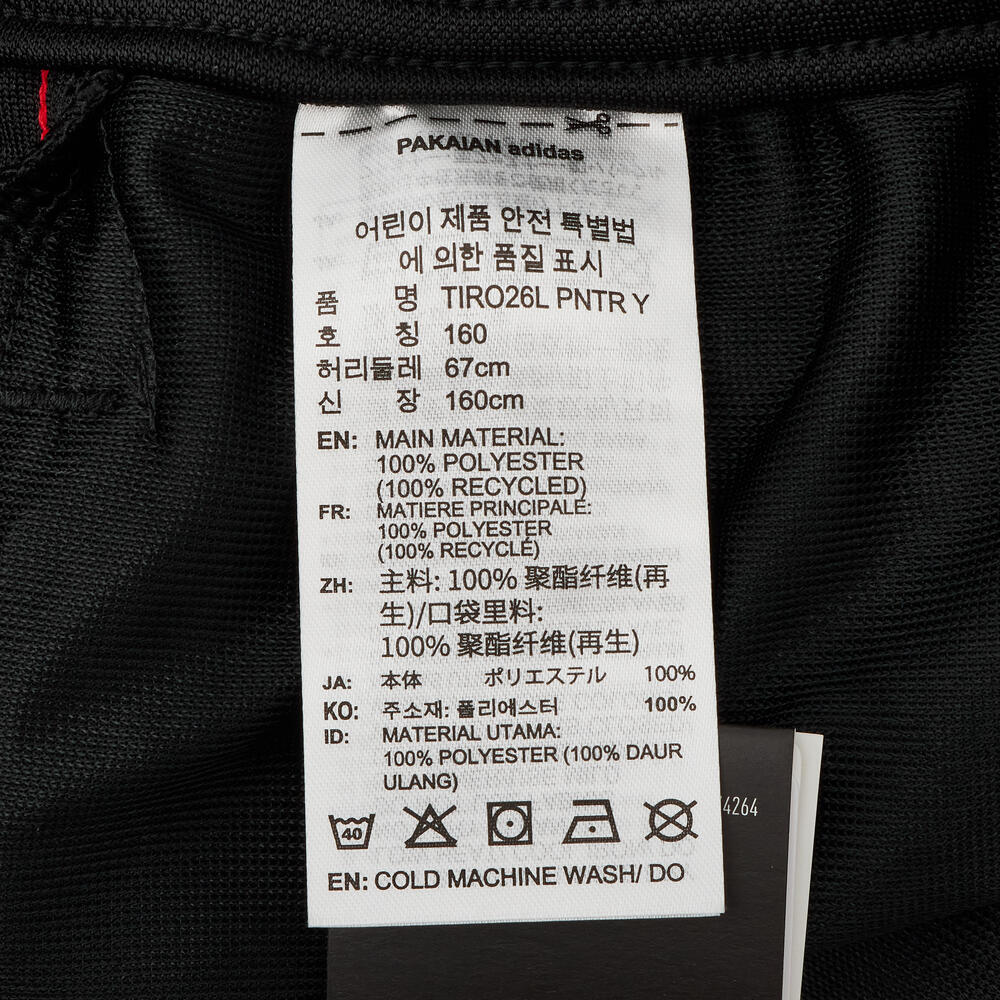 PAKAIAN adidas
어린이 제품 안전 특별법
에 의한 품질 표시
품 명 TIRO26L PNTR Y
호 칭 160
허리둘레 67cm
신 장 160cm
EN: MAIN MATERIAL:
100% POLYESTER
(100% RECYCLED)
FR: MATIERE PRINCIPALE:
100% POLYESTER
(100% RECYCLÉ)
ZH: 主料: 100% 聚酯纤维(再
生)/口袋里料:
100% 聚酯纤维(再生)
JA: 本体 ポリエステル 100%
KO: 주소재: 폴리에스터 100%
ID: MATERIAL UTAMA:
100% POLYESTER (100% DAUR
ULANG)
40
4264
EN: COLD MACHINE WASH/ DO